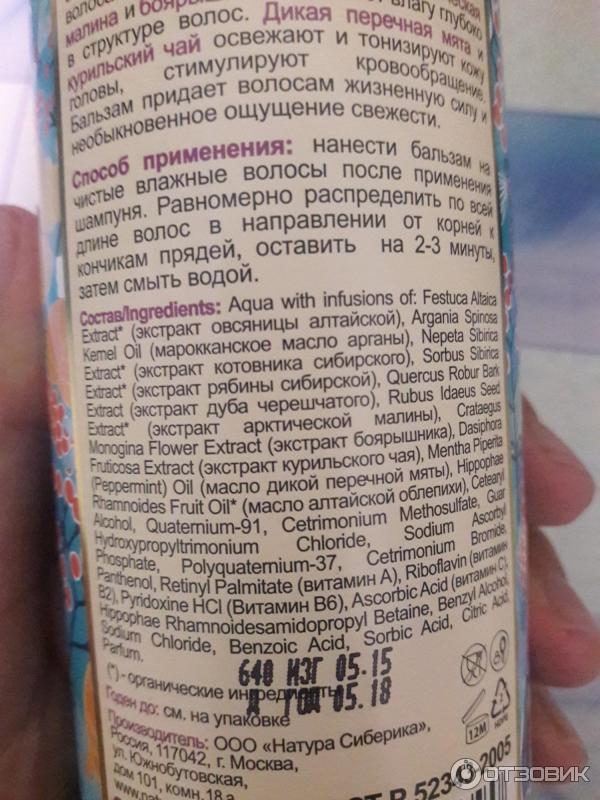 малина и боярыш влагу глубоко
в структуре волос. Дикая перечная мята и
курильский чай освежают и тонизируют кожу
головы, стимулируют кровообращение.
Бальзам придает волосам жизненную силу и
необыкновенное ощущение свежести.
Способ применения: нанести бальзам на
чистые влажные волосы после применения
шампуня. Равномерно распределить по всей
длине волос в направлении от корней к
кончикам прядей, оставить на 2-3 минуты,
затем смыть водой.
Состав/Ingredients: Aqua with infusions of: Festuca Altaica
Extract* (экстракт овсяницы алтайской), Argania Spinosa
Kernel Oil (марокканское масло арганы), Nepeta Sibirica
Extract* (экстракт котовника сибирского), Sorbus Sibirica
Extract* (экстракт рябины сибирской), Quercus Robur Bark
Extract (экстракт дуба черешчатого), Rubus Idaeus Seed
Extract* (экстракт арктической малины), Crataegus
Monogina Flower Extract (экстракт боярышника), Dasiphora
Fruticosa Extract (экстракт курильского чая), Mentha Piperita
(Peppermint) Oil (масло дикой перечной мяты), Hippophae
Rhamnoides Fruit Oil* (масло алтайской облепихи), Cetearyl
Alcohol, Quaternium-91, Cetrimonium Methosulfate, Guar
Hydroxypropyltrimonium Chloride, Sodium Ascorbyl
Phosphate, Polyquaternium-37, Cetrimonium Bromide,
Panthenol, Retinyl Palmitate (витамин А), Riboflavin (витамин
B2), Pyridoxine HCl (Витамин В6), Ascorbic Acid (витамин С),
Hippophae Rhamnoidesamidopropyl Betaine, Benzyl Alcohol,
Sodium Chloride, Benzoic Acid, Sorbic Acid, Citric Acid,
Parfum.
640 ИЗГ 05.15
(*) - органические ингредиенты
ГОД 05.18
Годен до: см. на упаковке
12M
Производитель: ООО «Натура Сиберика»,
Россия, 117042, г. Москва,
ул. Южнобутовская,
дом 101, комн. 18 а
ОТЗОВИК